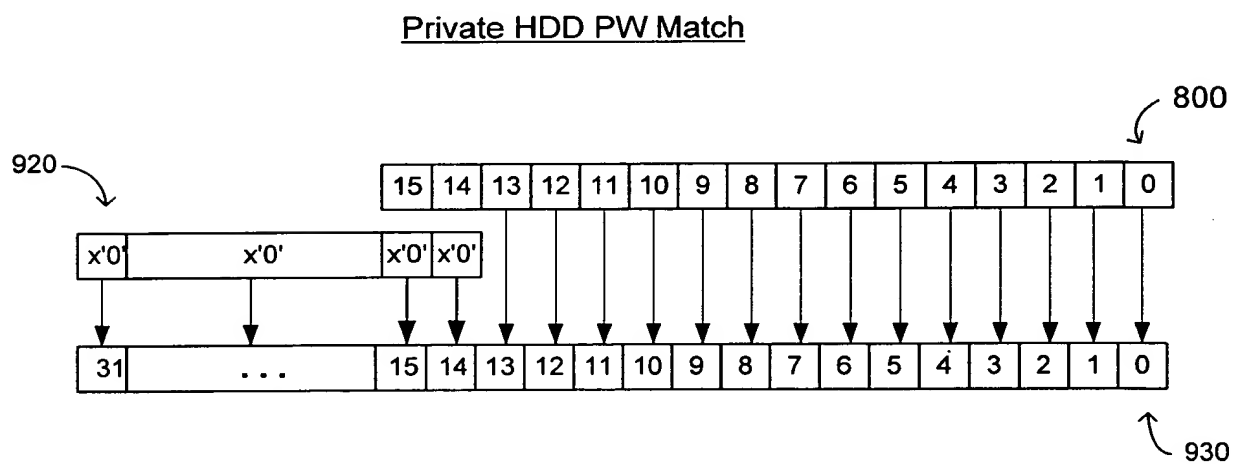 Private HDD PW Match
800
920
15 14 13 12 11 10 9 8 7 6 5 4 3 2 1 0
x'0' x'0' x'0' x'0'
31 . . . 15 14 13 12 11 10 9 8 7 6 5 4 3 2 1 0
930